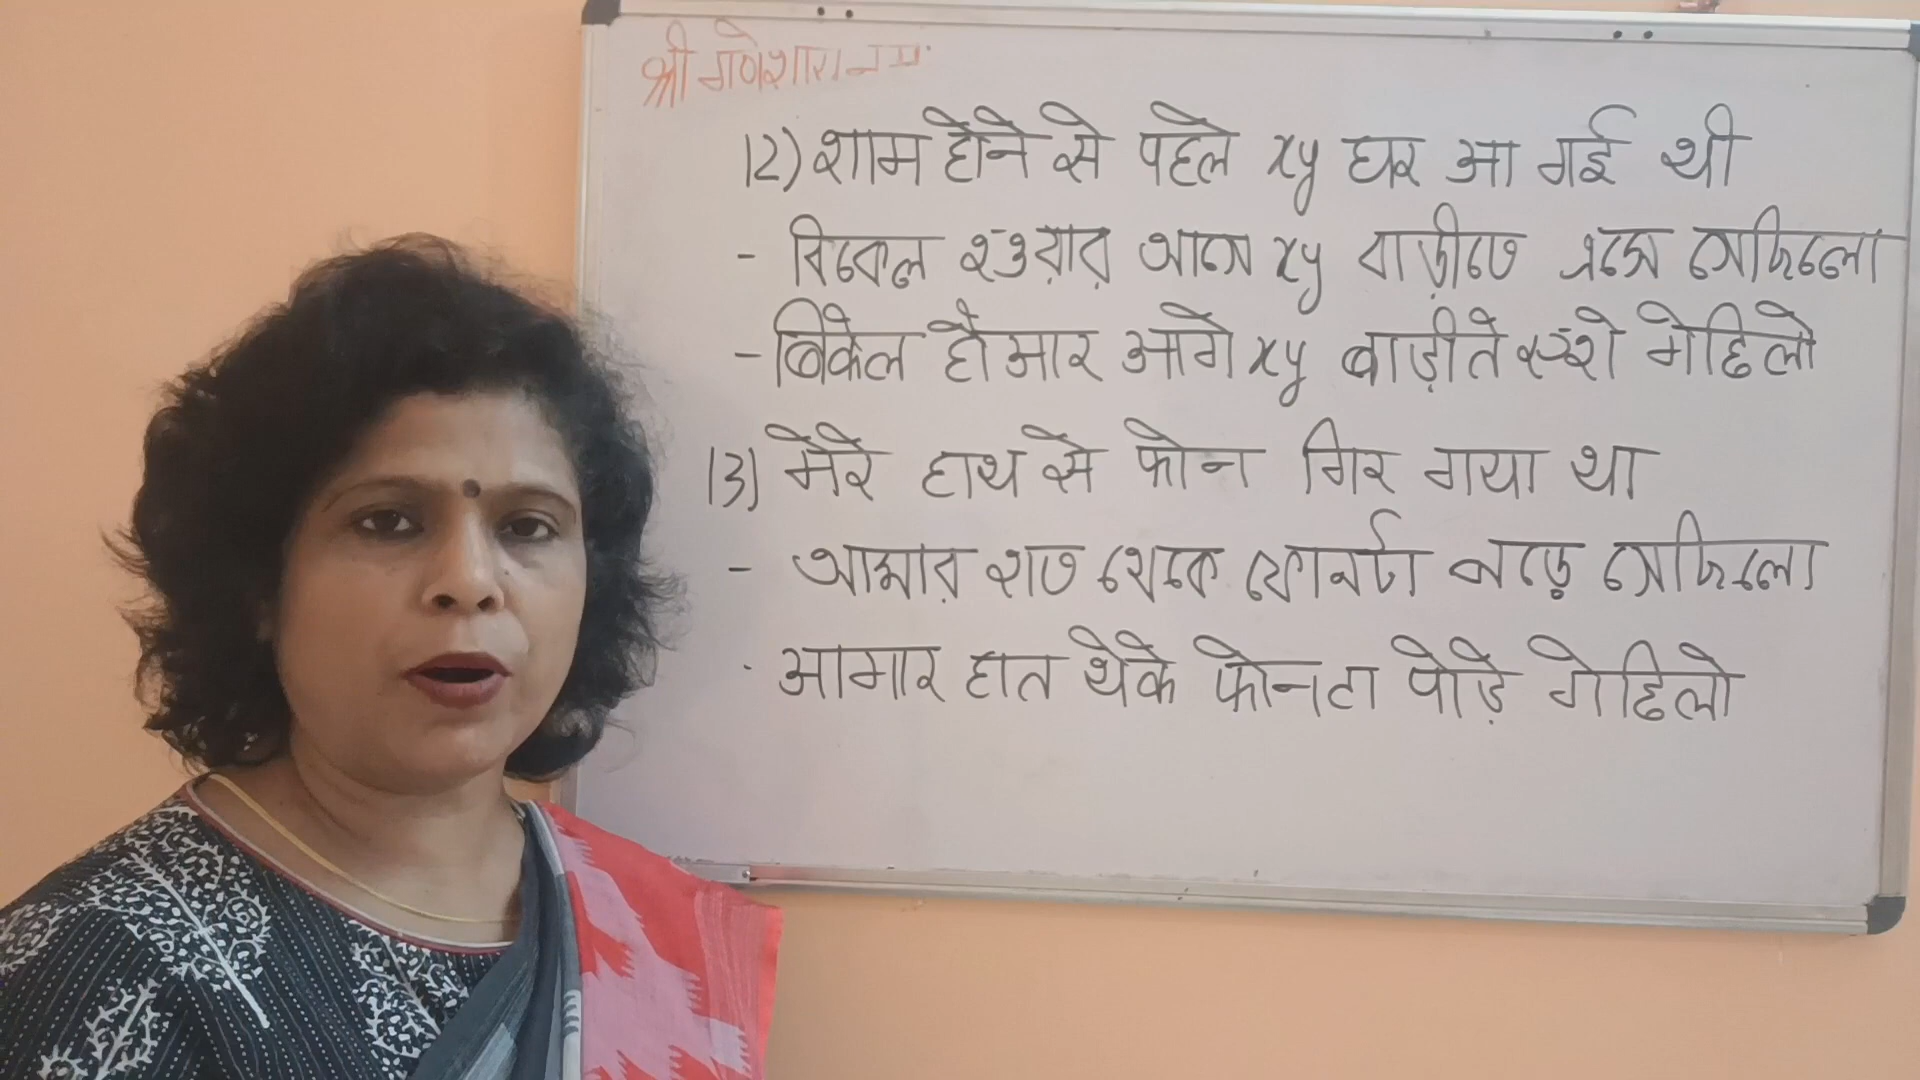 श्री गणेशाय नमः
12) शाम होने से पहले xy घर आ गई थी
- বিকেল হওয়ার আগে xy বাড়ীতে এসে গেছিলো
- बिकेल हौआर आगे xy बाड़ीते एशे गेछिलो
13) मेरे हाथ से फोन गिर गया था
- আমার হাত থেকে ফোনটা পড়ে গেছিলো
- आमार हात थेके फोनटा पोड़े गेछिलो